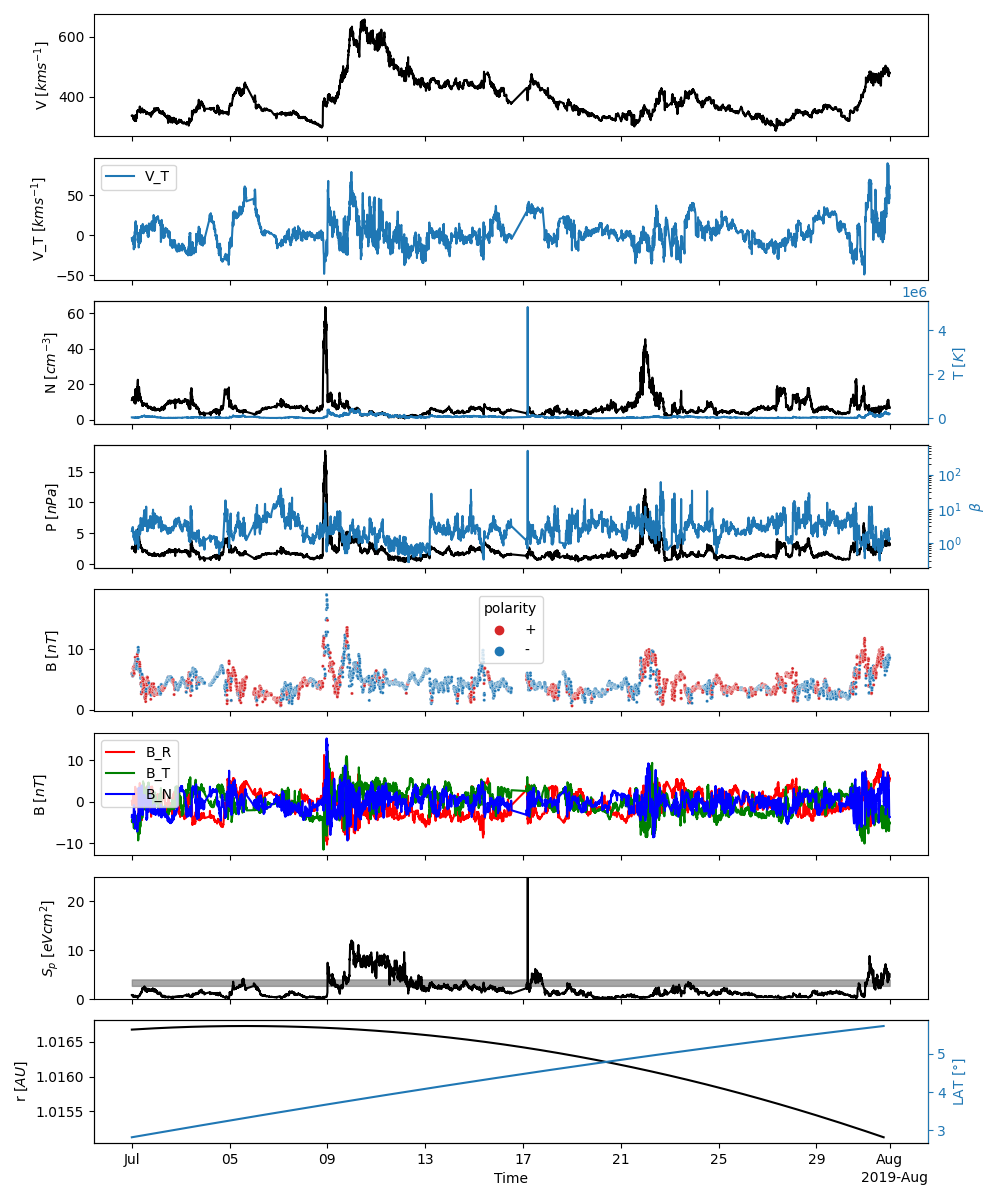 600
400
V [kms⁻¹]
V_T
50
0
−50
V_T [kms⁻¹]
1e6
60
40
20
0
N [cm⁻³]
4
2
0
T [K]
15
10
5
0
P [nPa]
10²
10¹
10⁰
β
10
0
B [nT]
polarity
+
-
B_R
B_T
B_N
10
0
−10
B [nT]
20
10
0
Sₚ [eVcm²]
1.0165
1.0160
1.0155
r [AU]
5
4
3
LAT [°]
Jul 05 09 13 17 21 25 29 Aug
Time
2019-Aug